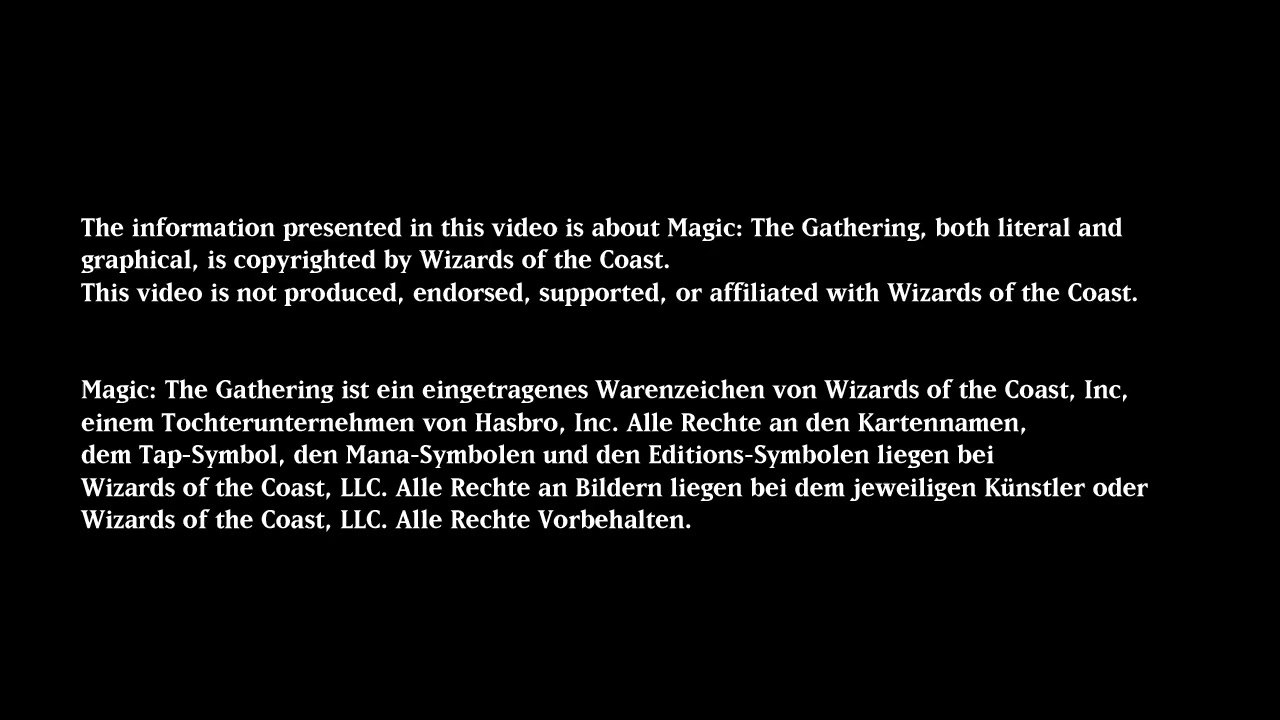 The information presented in this video is about Magic: The Gathering, both literal and
graphical, is copyrighted by Wizards of the Coast.
This video is not produced, endorsed, supported, or affiliated with Wizards of the Coast.
Magic: The Gathering ist ein eingetragenes Warenzeichen von Wizards of the Coast, Inc,
einem Tochterunternehmen von Hasbro, Inc. Alle Rechte an den Kartennamen,
dem Tap-Symbol, den Mana-Symbolen und den Editions-Symbolen liegen bei
Wizards of the Coast, LLC. Alle Rechte an Bildern liegen bei dem jeweiligen Künstler oder
Wizards of the Coast, LLC. Alle Rechte Vorbehalten.